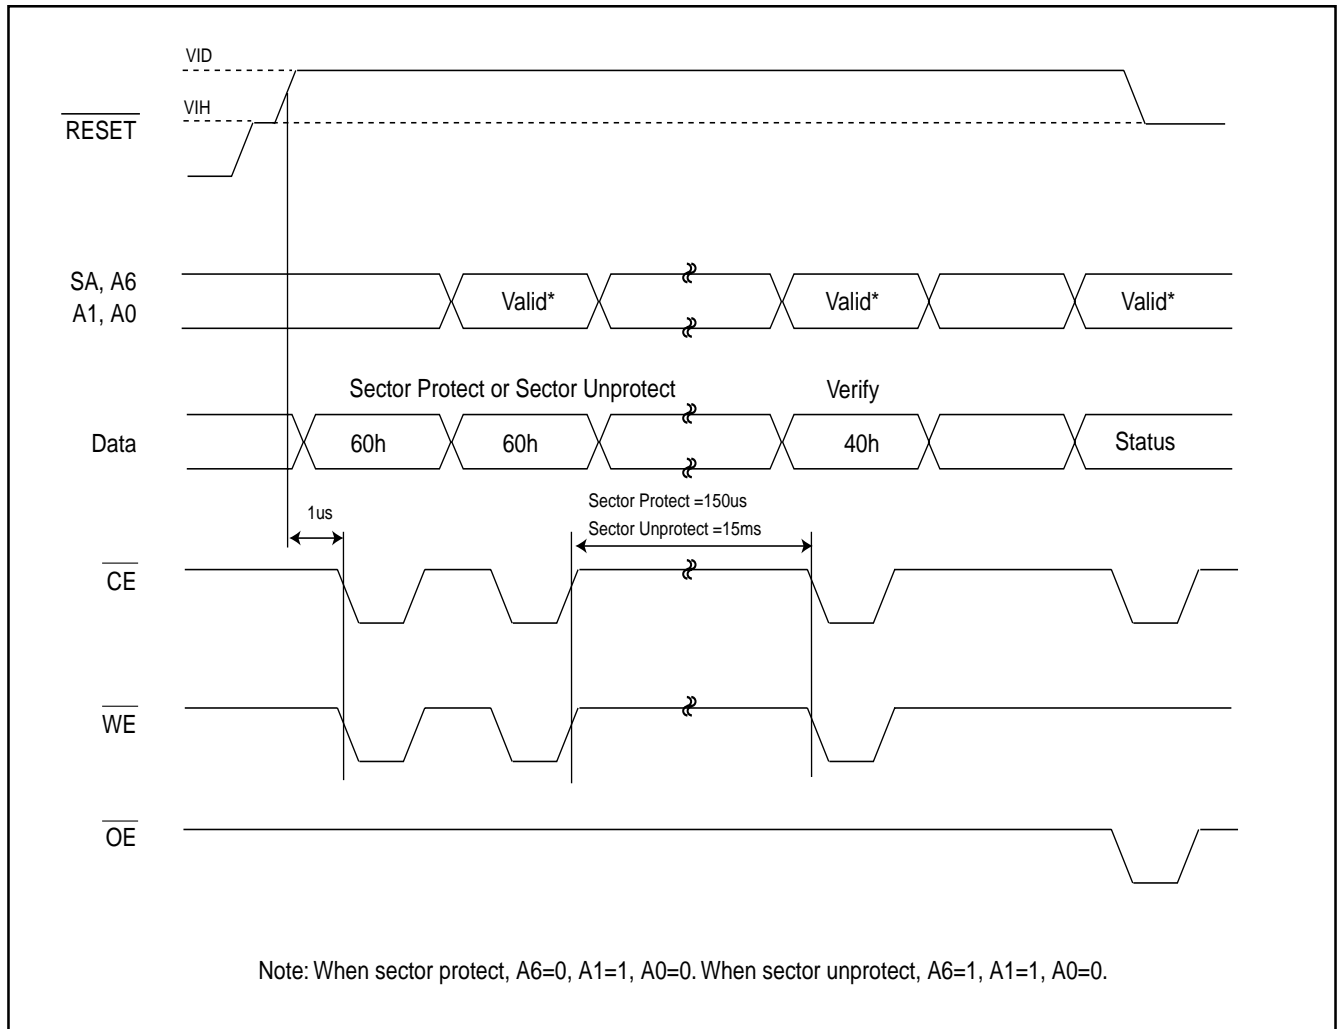 VID
VIH
RESET
SA, A6
A1, A0
Valid*
Valid*
Valid*
Sector Protect or Sector Unprotect
Verify
Data
60h
60h
40h
Status
1us
Sector Protect =150us
Sector Unprotect =15ms
CE
WE
OE
Note: When sector protect, A6=0, A1=1, A0=0. When sector unprotect, A6=1, A1=1, A0=0.